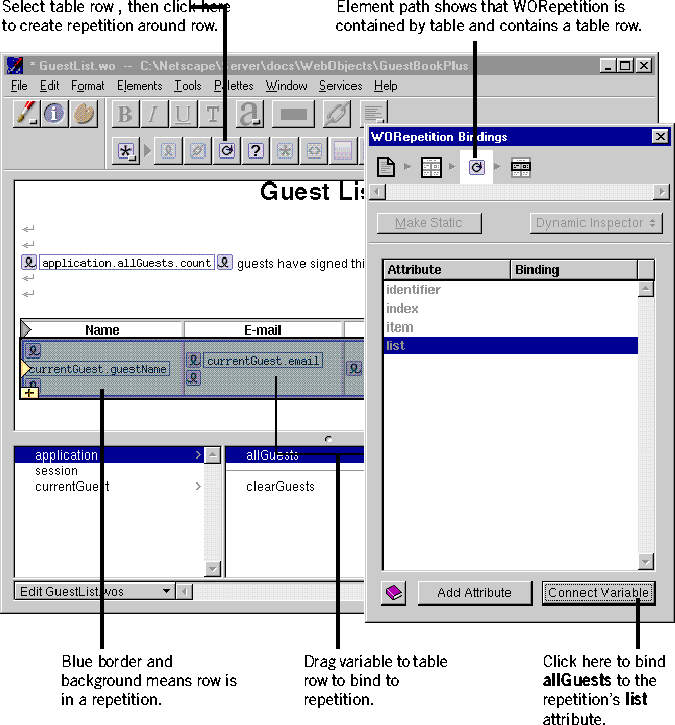 Select table row , then click here
to create repetition around row.
Element path shows that WORepetition is
contained by table and contains a table row.
* GuestList.wo -- C:\Netscape\Server\docs\WebObjects\GuestBookPlus
File Edit Format Elements Tools Palettes Window Services Help
B I U T a
WORepetition Bindings
Make Static Dynamic Inspector
Guest Lis
application.allGuests.count guests have signed thi
Attribute Binding
identifier
index
item
list
Name E-mail
currentGuest.guestName currentGuest.email
application > allGuests
session
currentGuest > clearGuests
Edit GuestList.wos
Add Attribute Connect Variable
Blue border and
background means row is
in a repetition.
Drag variable to table
row to bind to
repetition.
Click here to bind
allGuests to the
repetition's list
attribute.